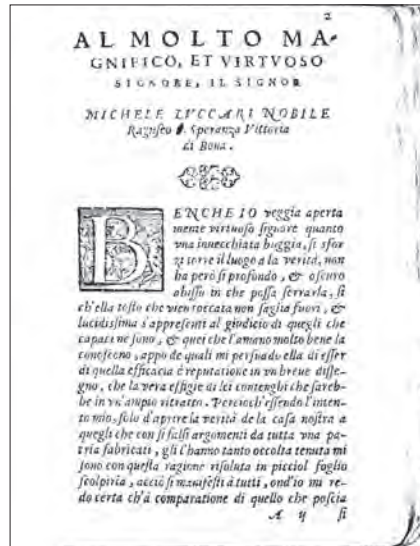 2
AL MOLTO MA-
GNIFICO, ET VIRTVOSO
SIGNORE, IL SIGNOR
MICHELE LVCCARI NOBILE
Raguseo Speranza Vittoria
di Bona.
BENCHE IO veggia aperta
mente virtuoso signore quanto
vna inuecchiata buggia, si sfor
zi torre il luogo a la verità, non
ha però sì profondo, & oscuro
abisso in che possa serrarla, sì
ch'ella tosto che vien toccata non saglia fuori, &
lucidissima s'appresenti al giudicio di quegli che
capaci ne sono, & quei che l'amano molto bene la
conoscono, appo de quali mi persuado ella di esser
di quella efficacia è reputatione in vn breue disse-
gno, che la vera effigie di lei contenghi che sareb-
be in vn'ampio ritratto. Percioch'essendo l'inten-
to mio, solo d'aprire la verità de la casa nostra a
quegli che con sì falsi argomenti da tutta vna pa-
tria fabricati, gli l'hanno tanto occolta tenuta mi
sono con questa ragione risoluta in picciol foglio
scolpirla, acciò si manifesti à tutti, ond'io mi re-
do certa ch'à comparatione di quello che poscia
A ij si